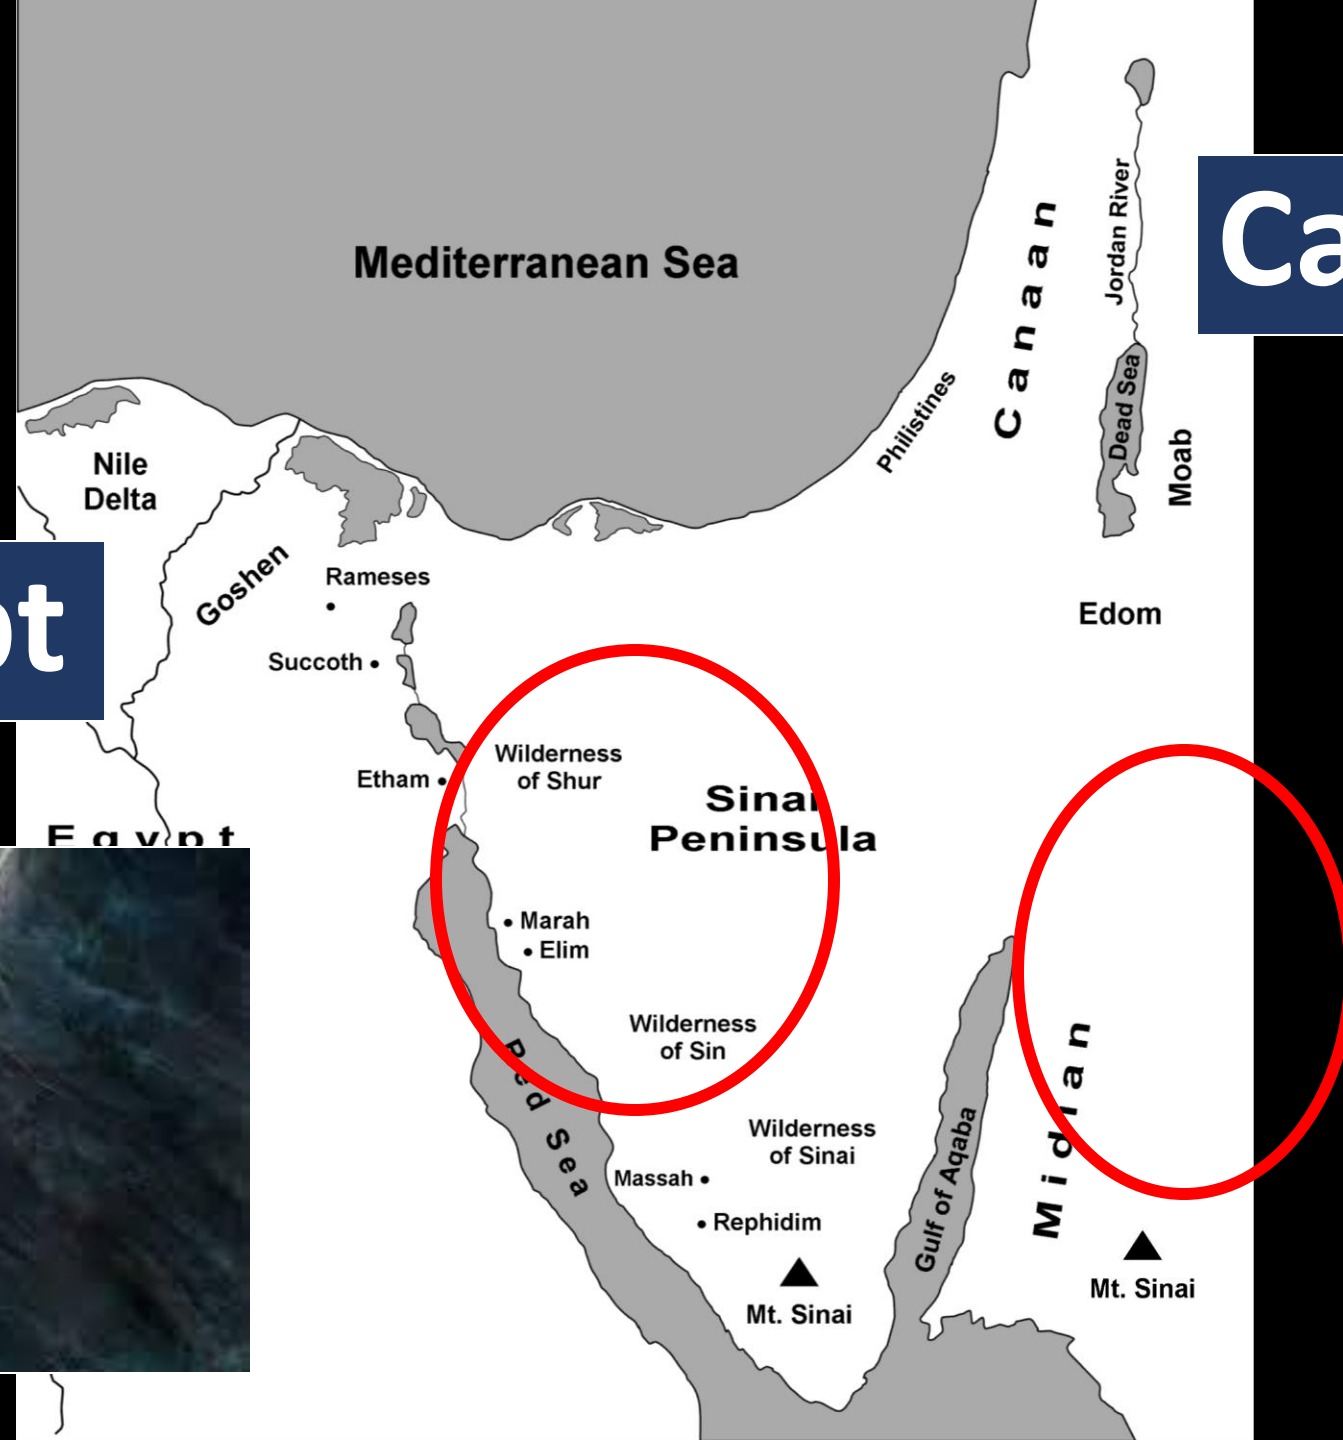 Mediterranean Sea
Canaan
Jordan River
Ca
Dead Sea
Philistines
Moab
Nile
Delta
Goshen
Rameses
pt
Succoth
Edom
Wilderness
of Shur
Etham
Sinai
Peninsula
Egypt
Marah
Elim
Wilderness
of Sin
Red Sea
Midian
Gulf of Aqaba
Wilderness
of Sinai
Massah
Rephidim
Mt. Sinai
Mt. Sinai